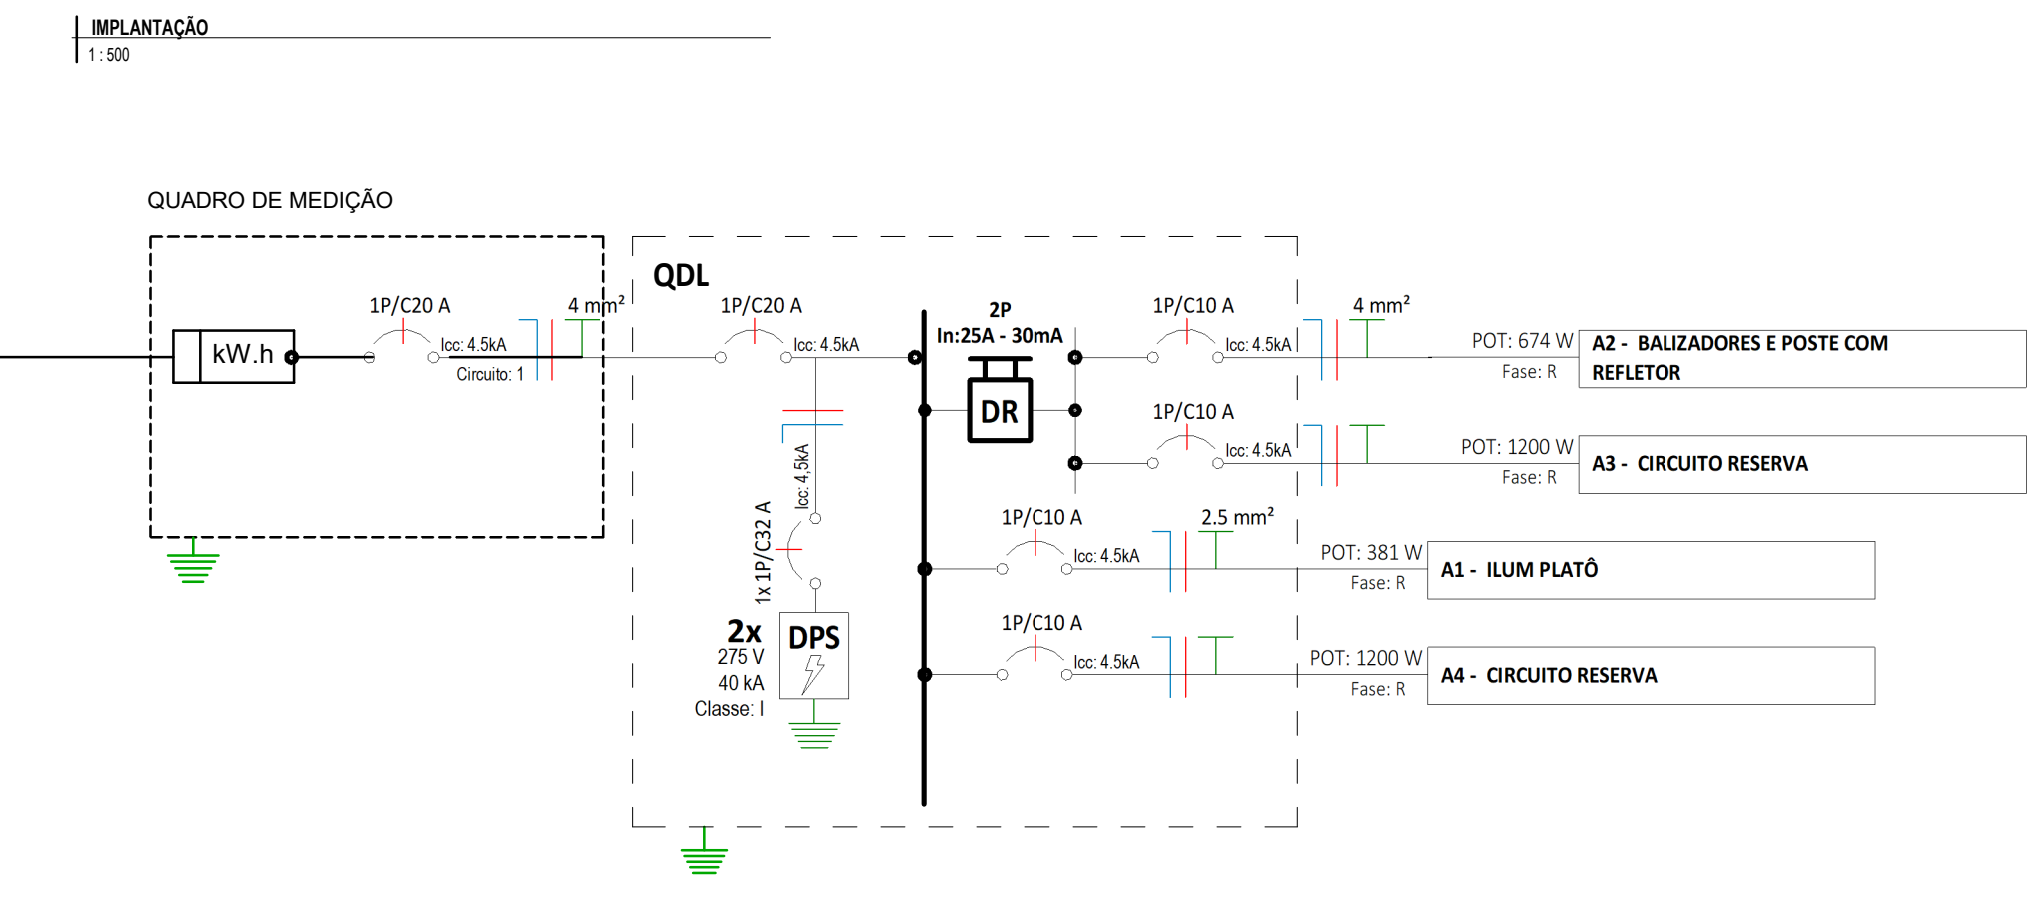 IMPLANTAÇÃO
1 : 500
QUADRO DE MEDIÇÃO
kW.h
1P/C20 A
Icc: 4.5kA
Circuito: 1
4 mm²
QDL
1P/C20 A
Icc: 4.5kA
Icc: 4,5kA
1x 1P/C32 A
2x
275 V
40 kA
Classe: I
DPS
2P
In:25A - 30mA
DR
1P/C10 A
Icc: 4.5kA
4 mm²
POT: 674 W
Fase: R
A2 - BALIZADORES E POSTE COM
REFLETOR
1P/C10 A
Icc: 4.5kA
POT: 1200 W
Fase: R
A3 - CIRCUITO RESERVA
1P/C10 A
Icc: 4.5kA
2.5 mm²
POT: 381 W
Fase: R
A1 - ILUM PLATÔ
1P/C10 A
Icc: 4.5kA
POT: 1200 W
Fase: R
A4 - CIRCUITO RESERVA